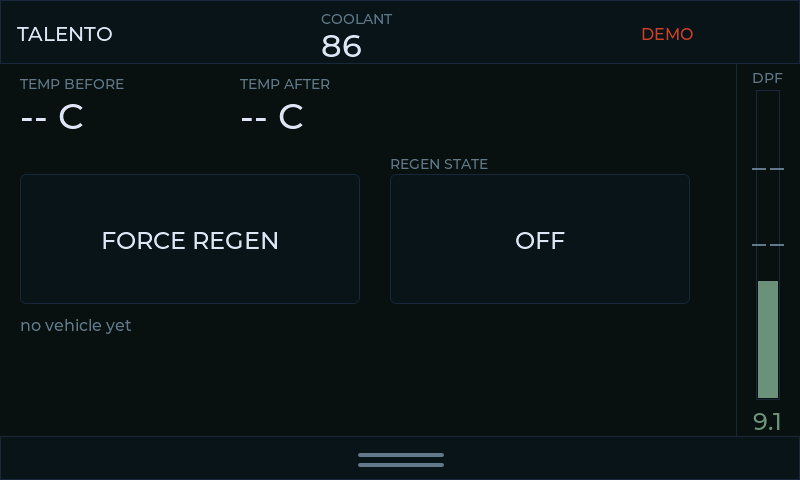 TALENTO
COOLANT
86
DEMO
TEMP BEFORE
TEMP AFTER
-- C
-- C
DPF
REGEN STATE
FORCE REGEN
OFF
no vehicle yet
9.1